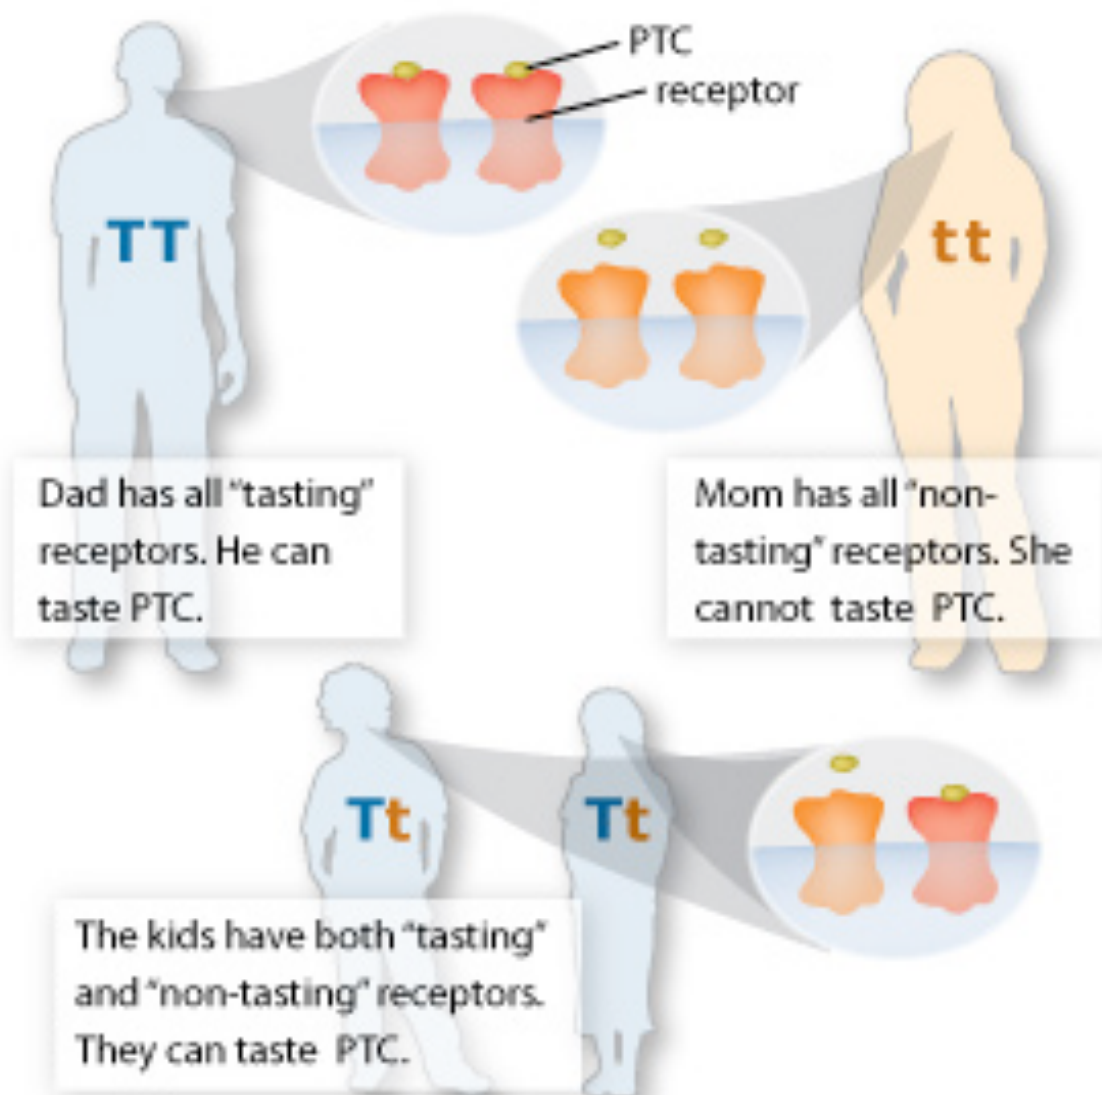 PTC
receptor
TT
tt
Dad has all “tasting”
receptors. He can
taste PTC.
Mom has all “non-
tasting” receptors. She
cannot taste PTC.
Tt
Tt
The kids have both “tasting”
and “non-tasting” receptors.
They can taste PTC.